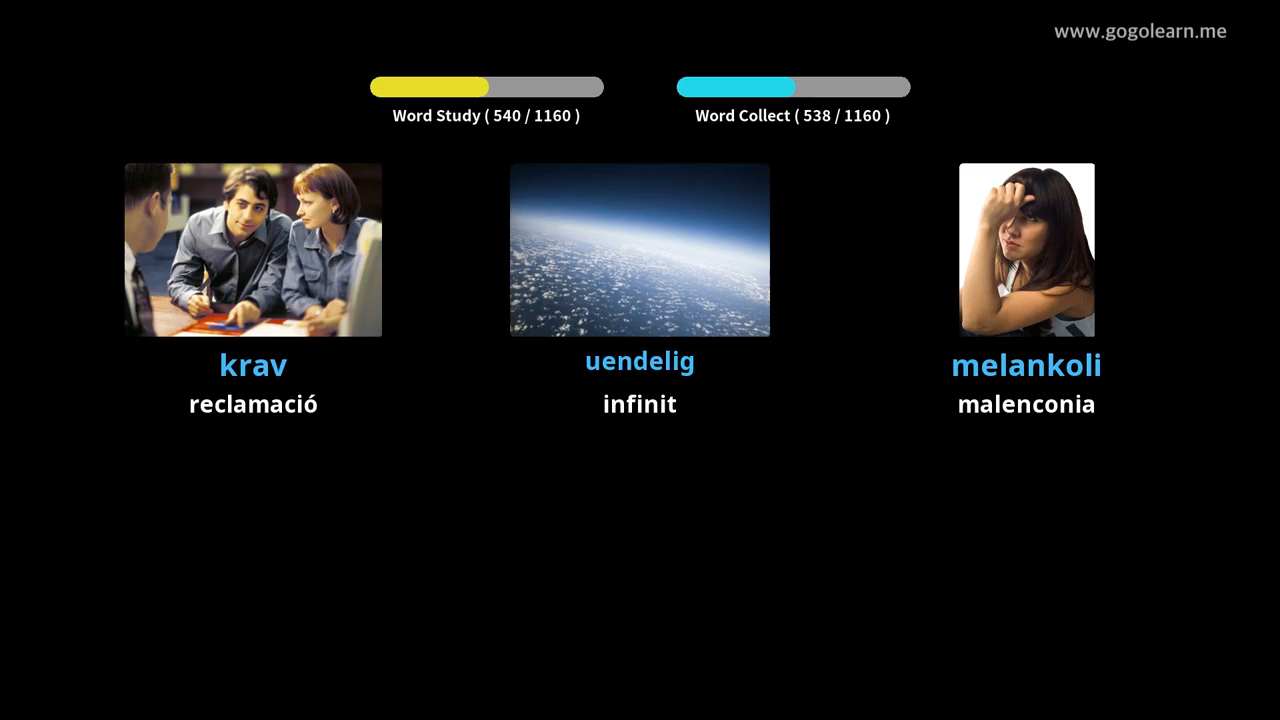 www.gogolearn.me
Word Study ( 540 / 1160 )
Word Collect ( 538 / 1160 )
krav
uendelig
melankoli
reclamació
infinit
malenconia